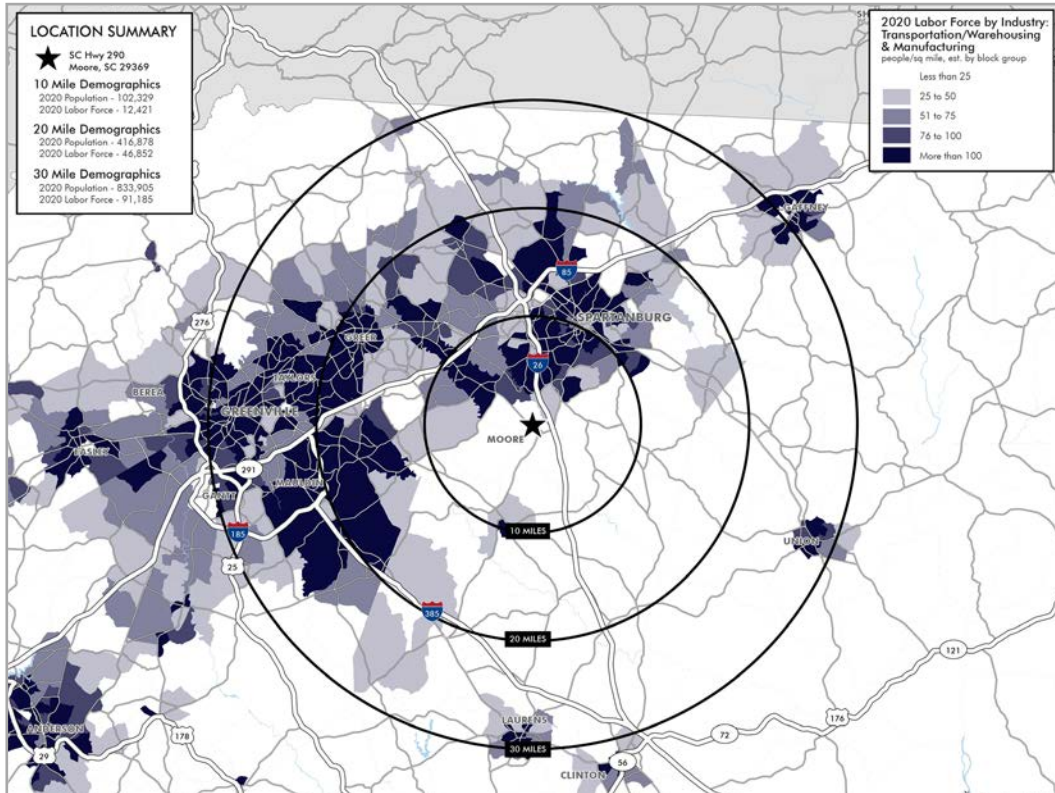 LOCATION SUMMARY
SC Hwy 290
Moore, SC 29369
10 Mile Demographics
2020 Population - 102,329
2020 Labor Force - 12,421
20 Mile Demographics
2020 Population - 416,878
2020 Labor Force - 46,852
30 Mile Demographics
2020 Population - 833,905
2020 Labor Force - 91,185
SH
2020 Labor Force by Industry:
Transportation/Warehousing
& Manufacturing
people/sq mile, est. by block group
Less than 25
25 to 50
51 to 75
76 to 100
More than 100
GAFFNEY
85
SPARTANBURG
276
GREER
26
TAYLORS
BEREA
GREENVILLE
MOORE
EASLEY
291
MAULDIN
GANTT
185
10 MILES
UNION
25
385
20 MILES
121
LAURENS
176
ANDERSON
178
72
30 MILES
29
56
CLINTON